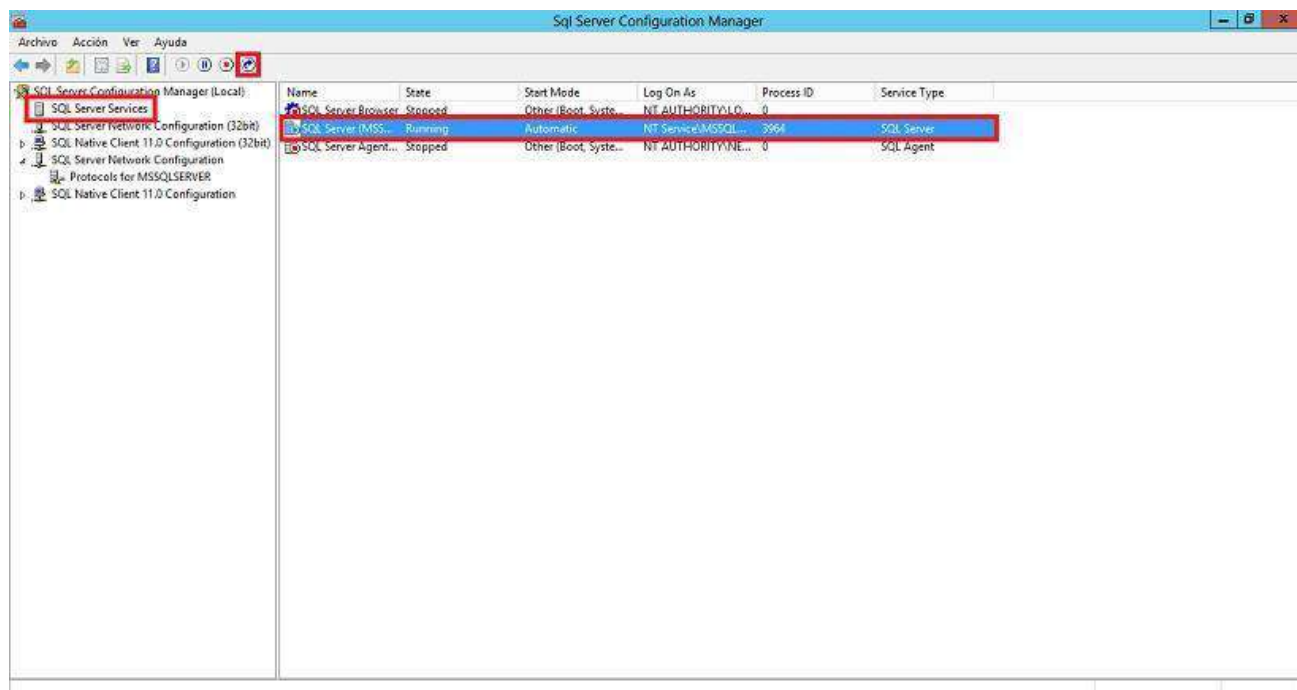 Sql Server Configuration Manager
Archivo Acción Ver Ayuda
SQL Server Configuration Manager (Local)
SQL Server Services
SQL Server Network Configuration (32bit)
SQL Native Client 11.0 Configuration (32bit)
SQL Server Network Configuration
Protocols for MSSQLSERVER
SQL Native Client 11.0 Configuration
Name State Start Mode Log On As Process ID Service Type
SQL Server Browser Stopped Other (Boot, Syste... NT AUTHORITY\LO... 0
SQL Server (MSS... Running Automatic NT Service\MSSQL... 3964 SQL Server
SQL Server Agent... Stopped Other (Boot, Syste... NT AUTHORITY\NE... 0 SQL Agent